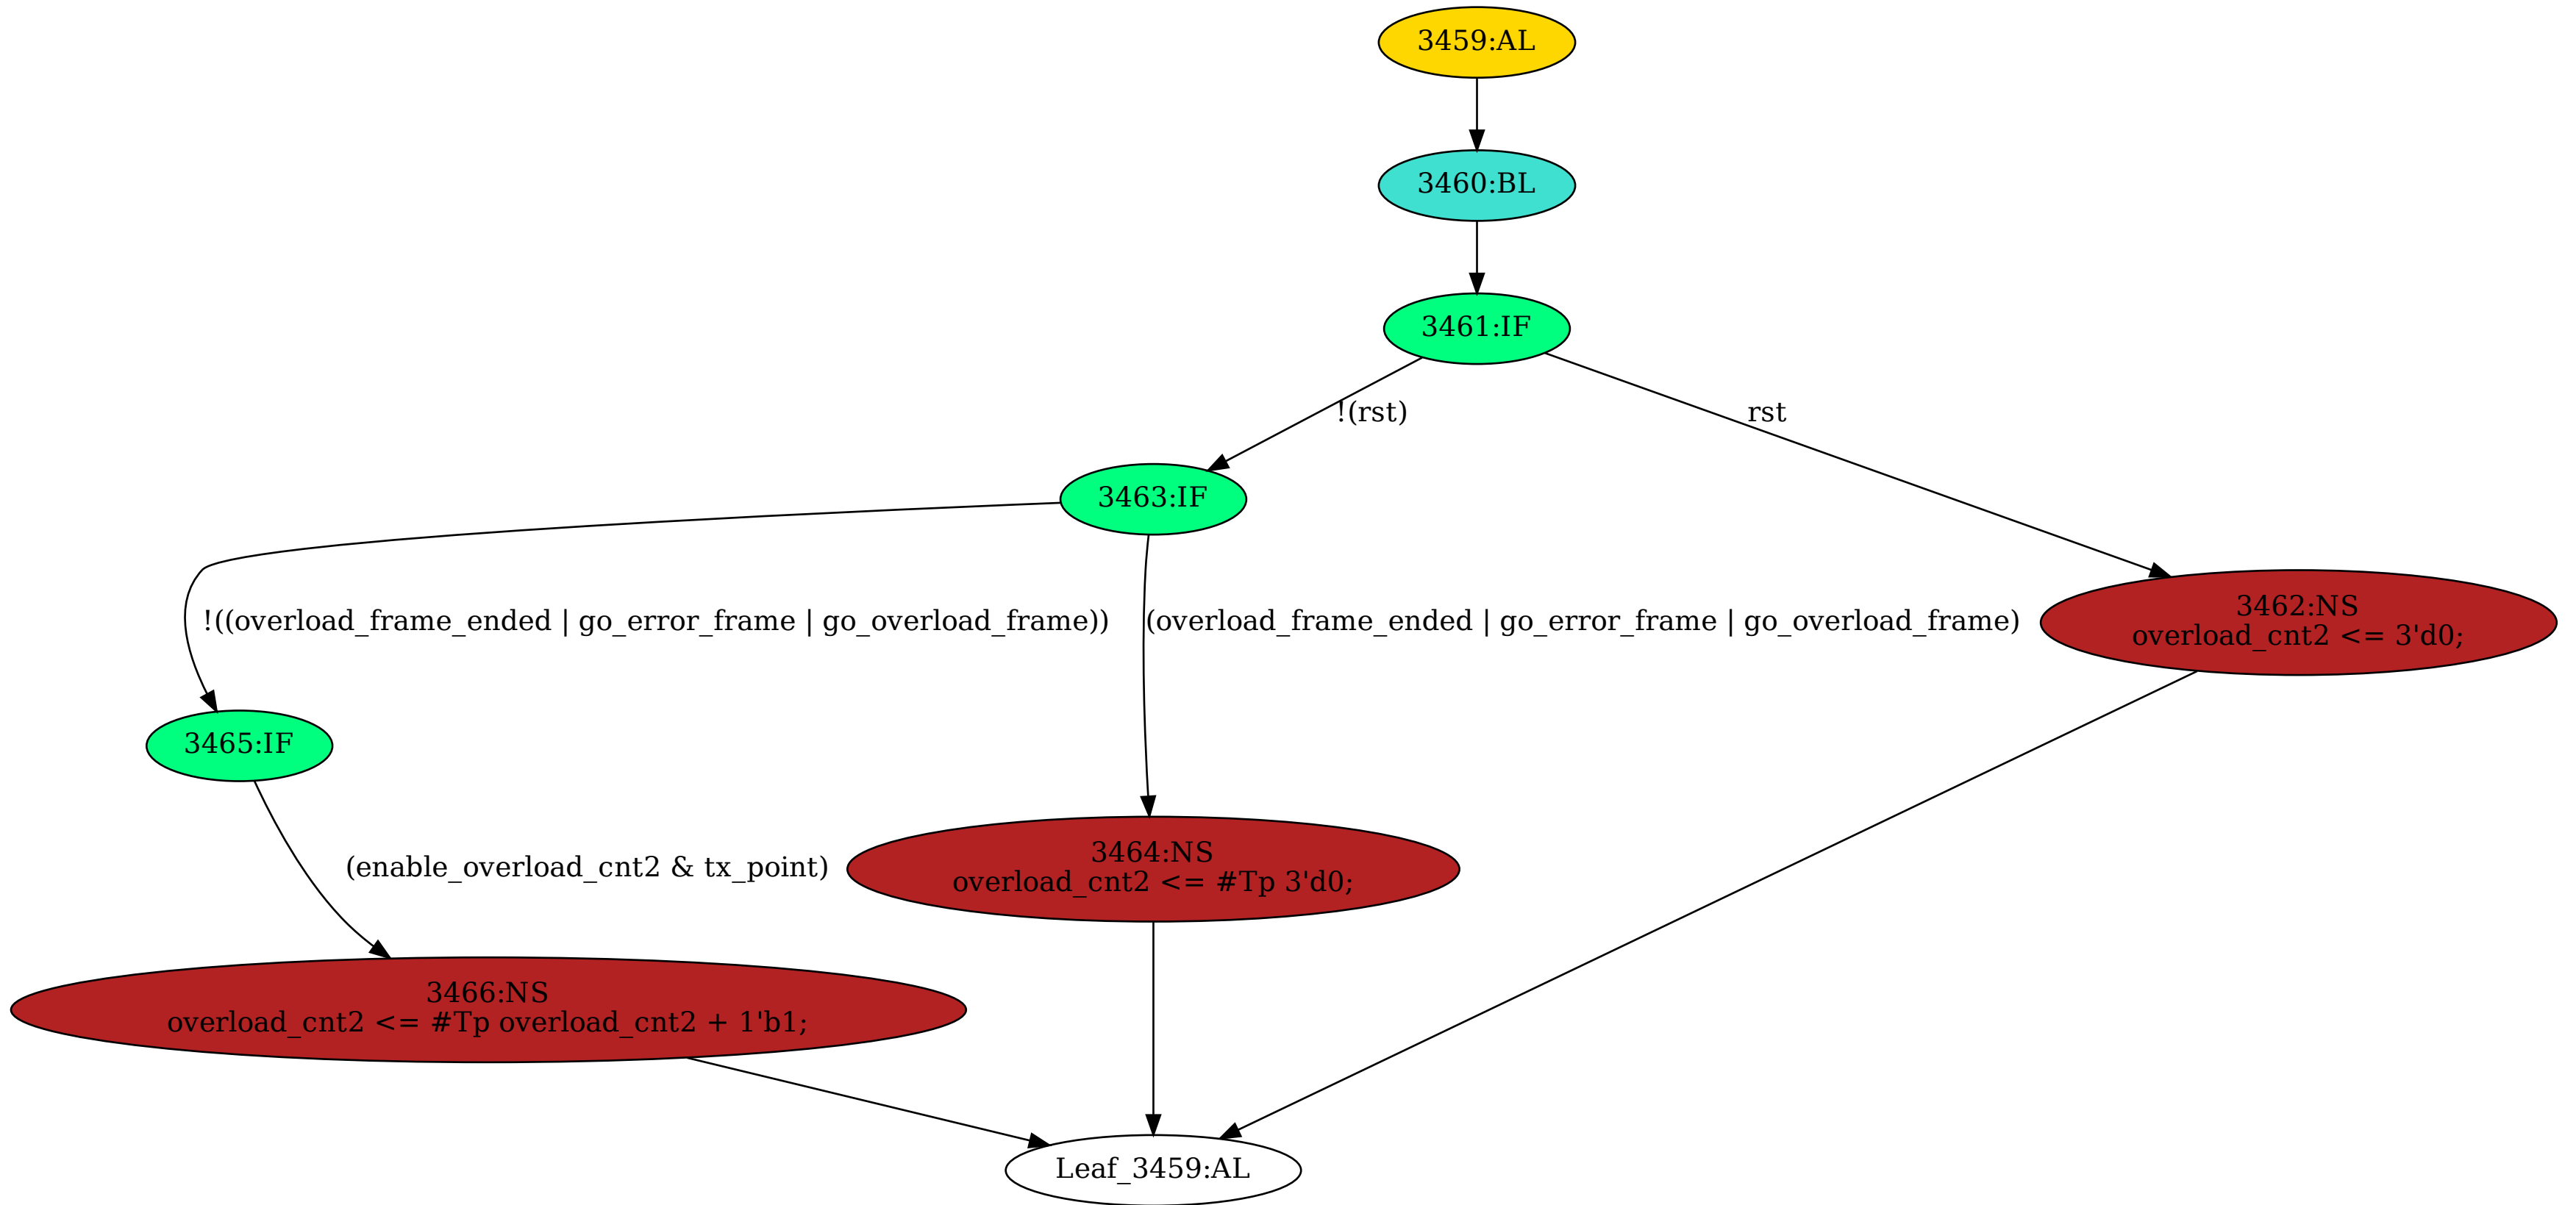 3459:AL
3460:BL
3461:IF
!(rst)
rst
3463:IF
!((overload_frame_ended | go_error_frame | go_overload_frame))
(overload_frame_ended | go_error_frame | go_overload_frame)
3462:NS
overload_cnt2 <= 3'd0;
3465:IF
(enable_overload_cnt2 & tx_point)
3464:NS
overload_cnt2 <= #Tp 3'd0;
3466:NS
overload_cnt2 <= #Tp overload_cnt2 + 1'b1;
Leaf_3459:AL